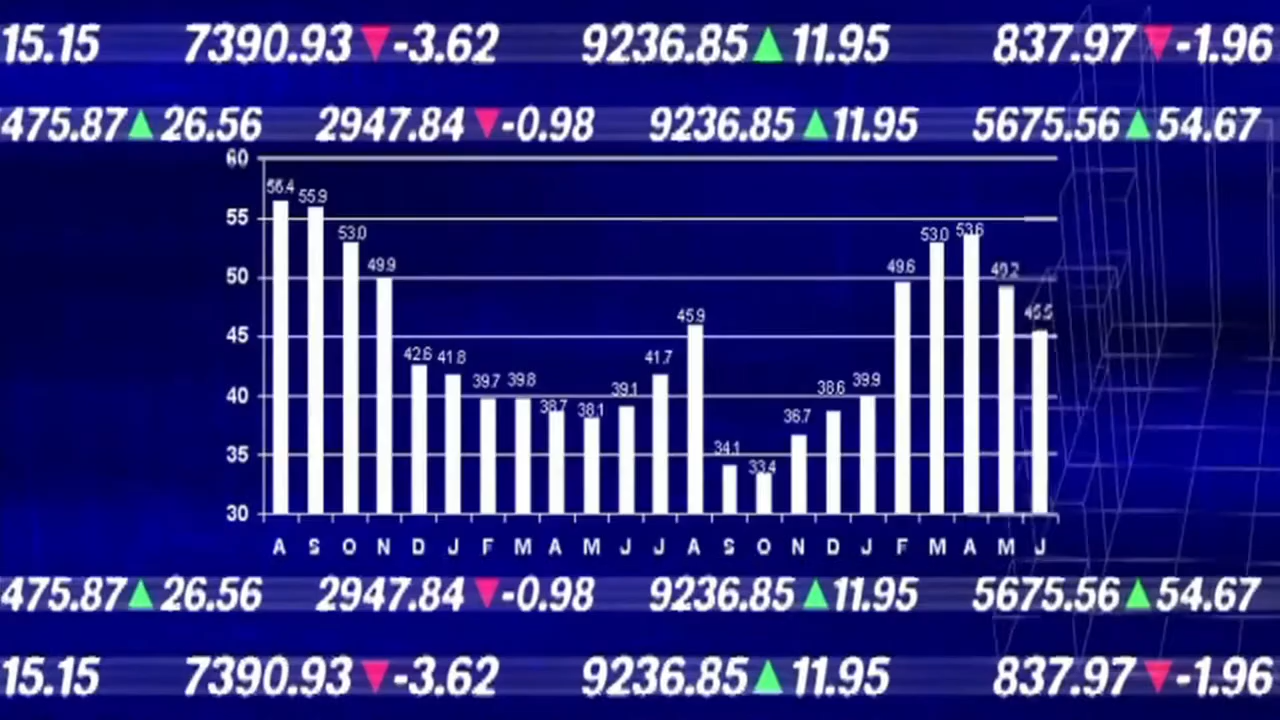 15.15 7390.93 ▼ -3.62 9236.85 ▲ 11.95 837.97 ▼ -1.96
475.87 ▲ 26.56 2947.84 ▼ -0.98 9236.85 ▲ 11.95 5675.56 ▲ 54.67
60
56.4 55.9
55
53.0 53.0 53.6
49.9 49.6 49.2
50
45.9 45.5
45
42.6 41.8 41.7
39.7 39.8 39.1 38.6 39.9
40
38.7 38.1 36.7
35
34.1 33.4
30
A S O N D J F M A M J J A S O N D J F M A M J
475.87 ▲ 26.56 2947.84 ▼ -0.98 9236.85 ▲ 11.95 5675.56 ▲ 54.67
15.15 7390.93 ▼ -3.62 9236.85 ▲ 11.95 837.97 ▼ -1.96